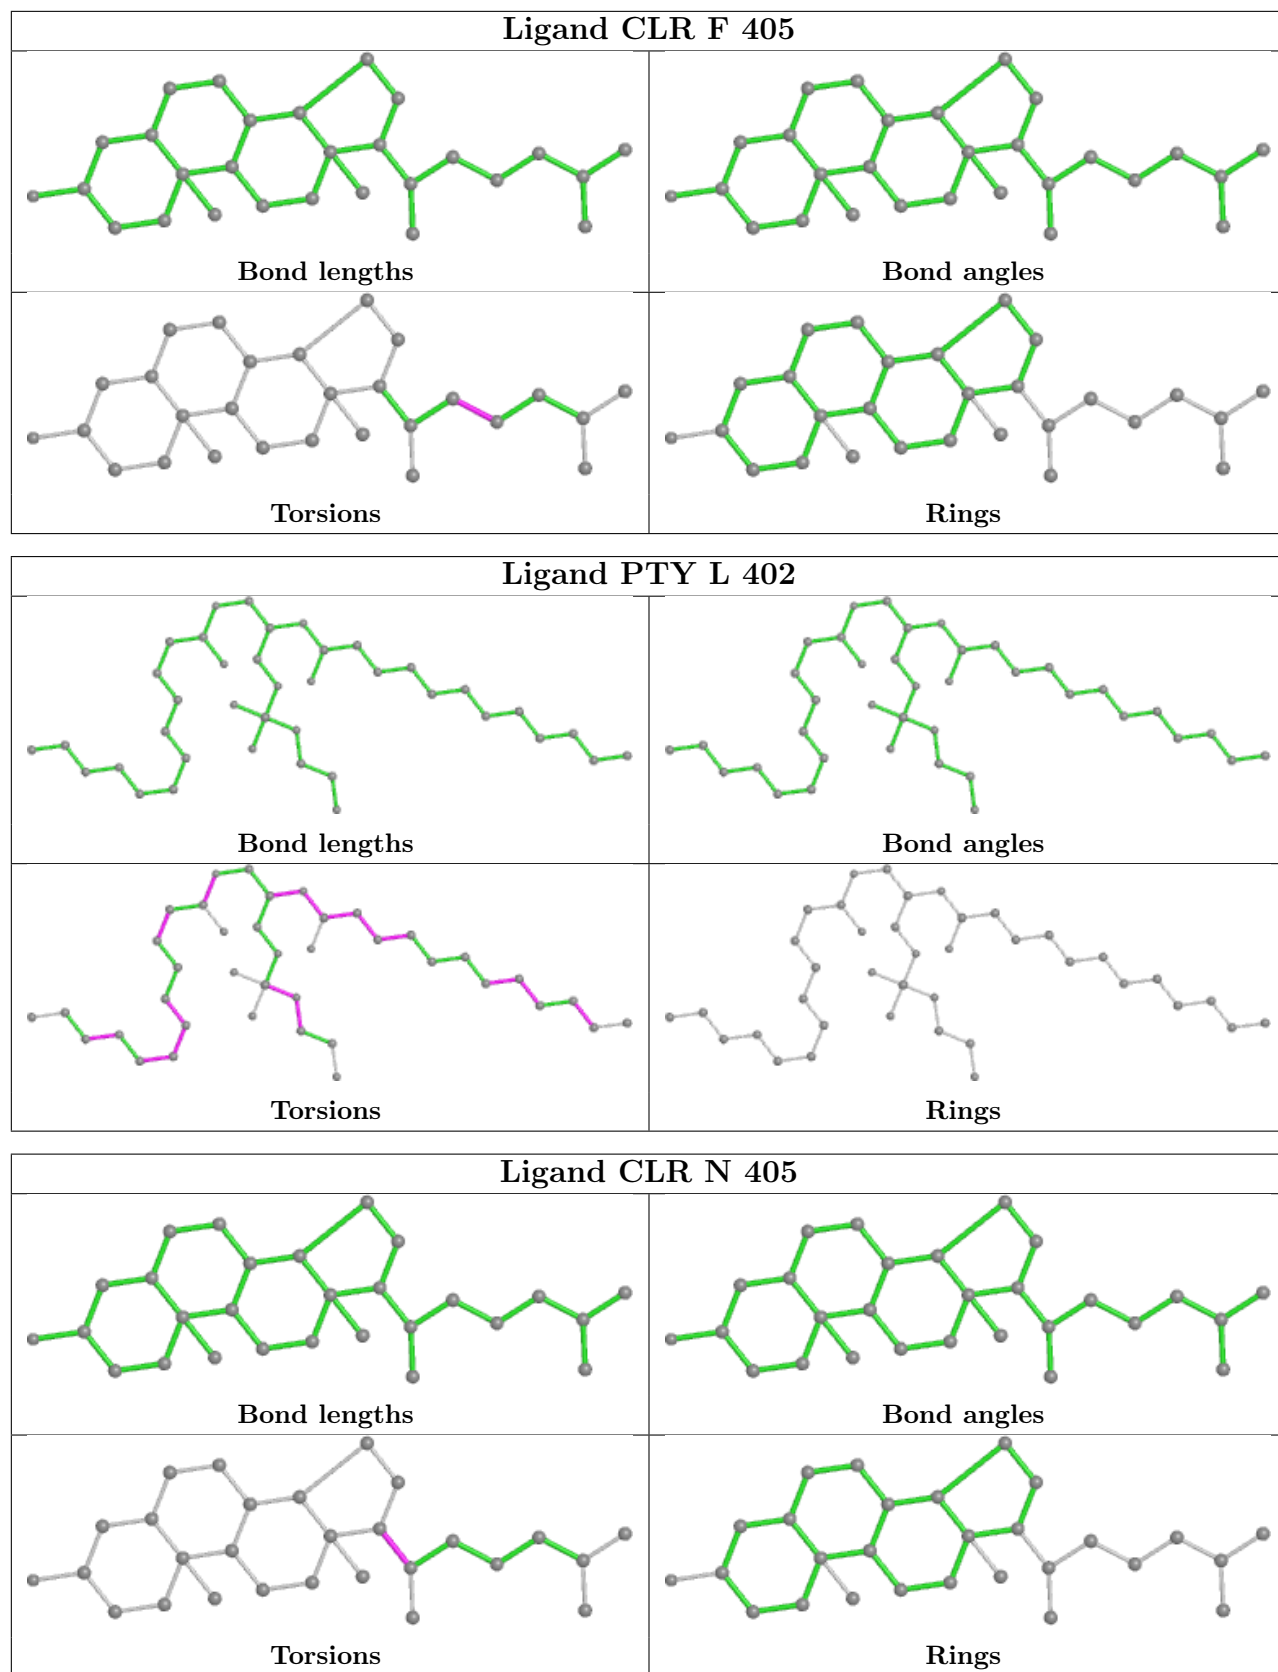 Ligand CLR F 405
Bond lengths
Bond angles
Torsions
Rings
Ligand PTY L 402
Bond lengths
Bond angles
Torsions
Rings
Ligand CLR N 405
Bond lengths
Bond angles
Torsions
Rings